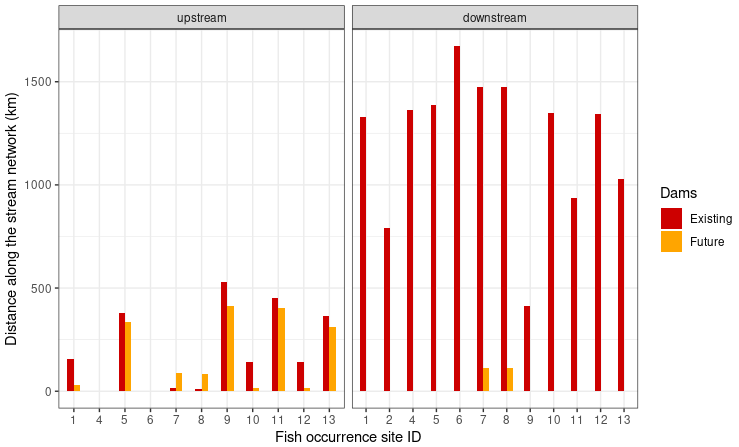 upstream
downstream
Distance along the stream network (km)
1500
1000
500
0
1 4 5 6 7 8 9 10 11 12 13
1 2 4 5 6 7 8 9 10 11 12 13
Fish occurrence site ID
Dams
Existing
Future